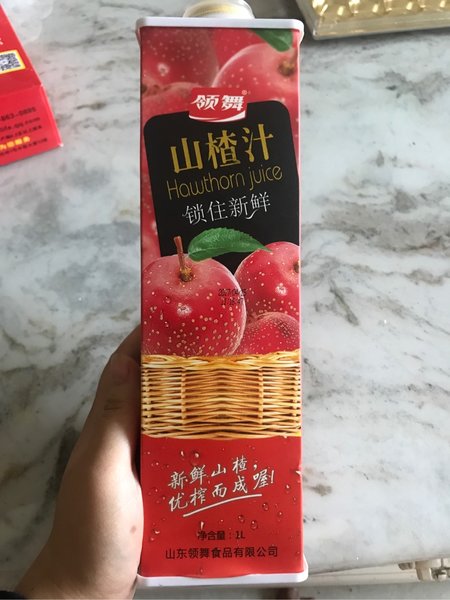 领舞
山楂汁
Hawthorn juice
锁住新鲜
新鲜山楂，
优榨而成喔!
净含量：1L
山东领舞食品有限公司